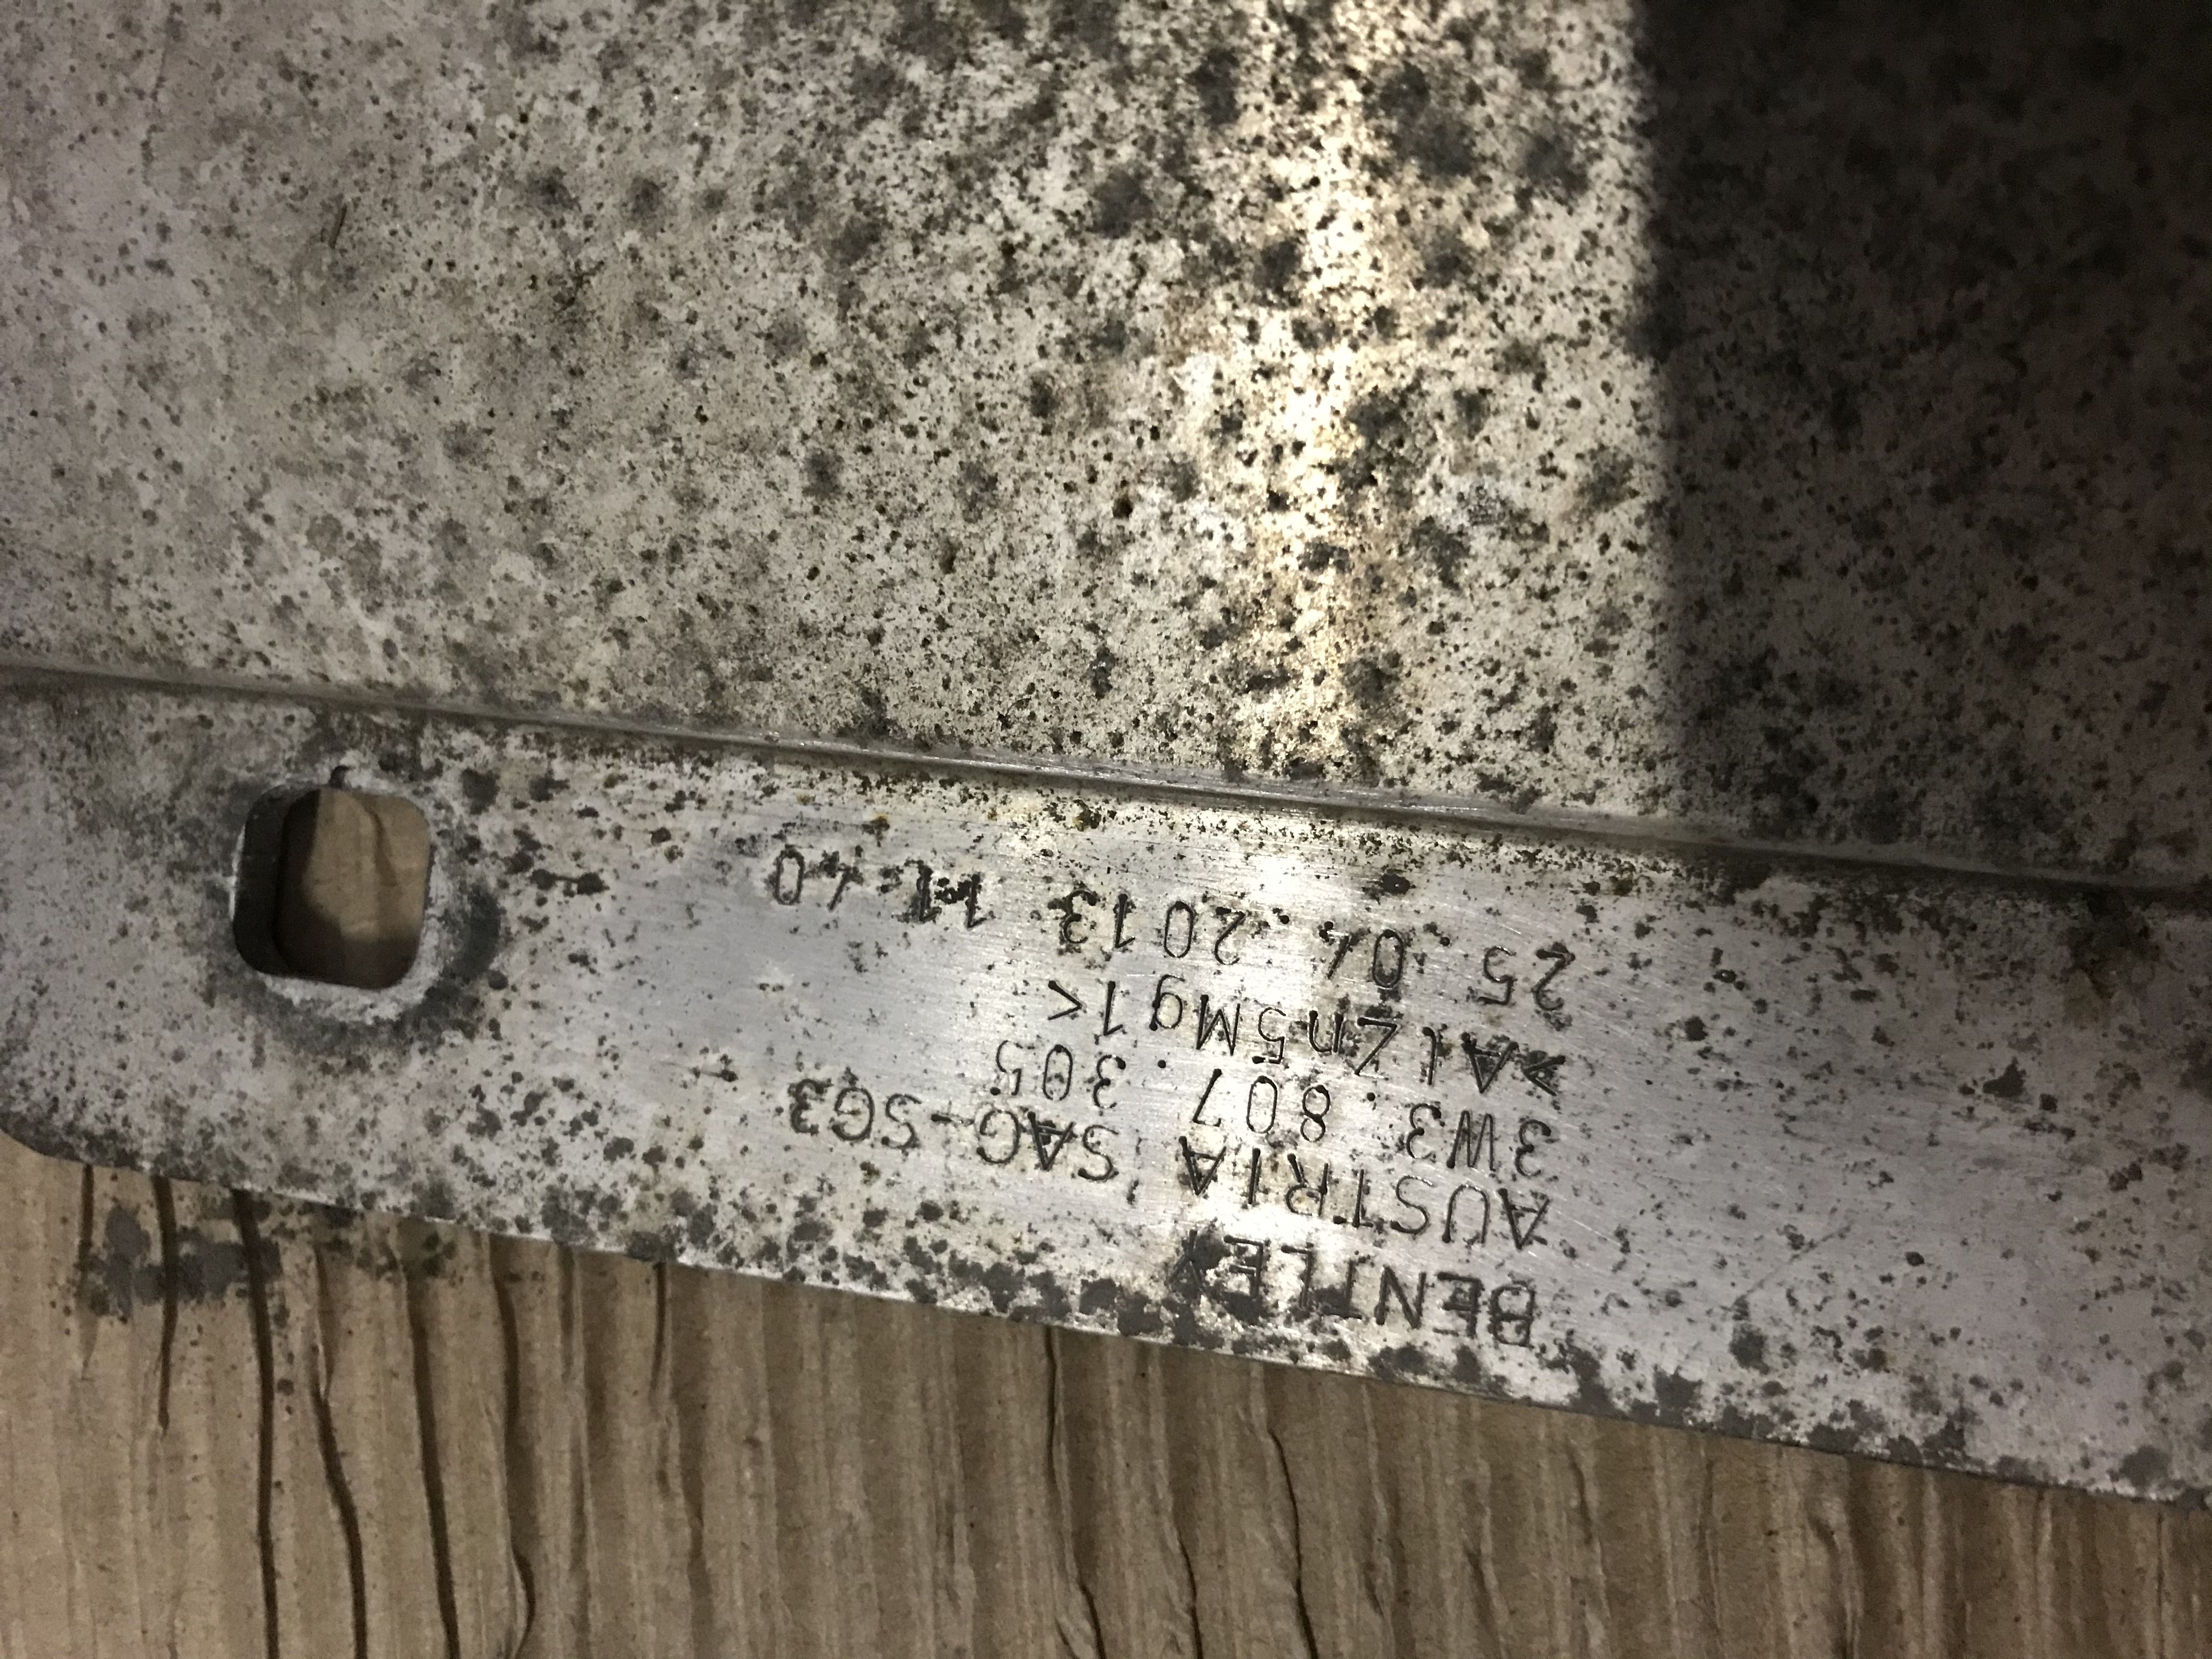 BENTLEY
AUSTRIA SAG-SG3
3W3.807.305
>AlZn5Mg1<
25.04.2013 11:40